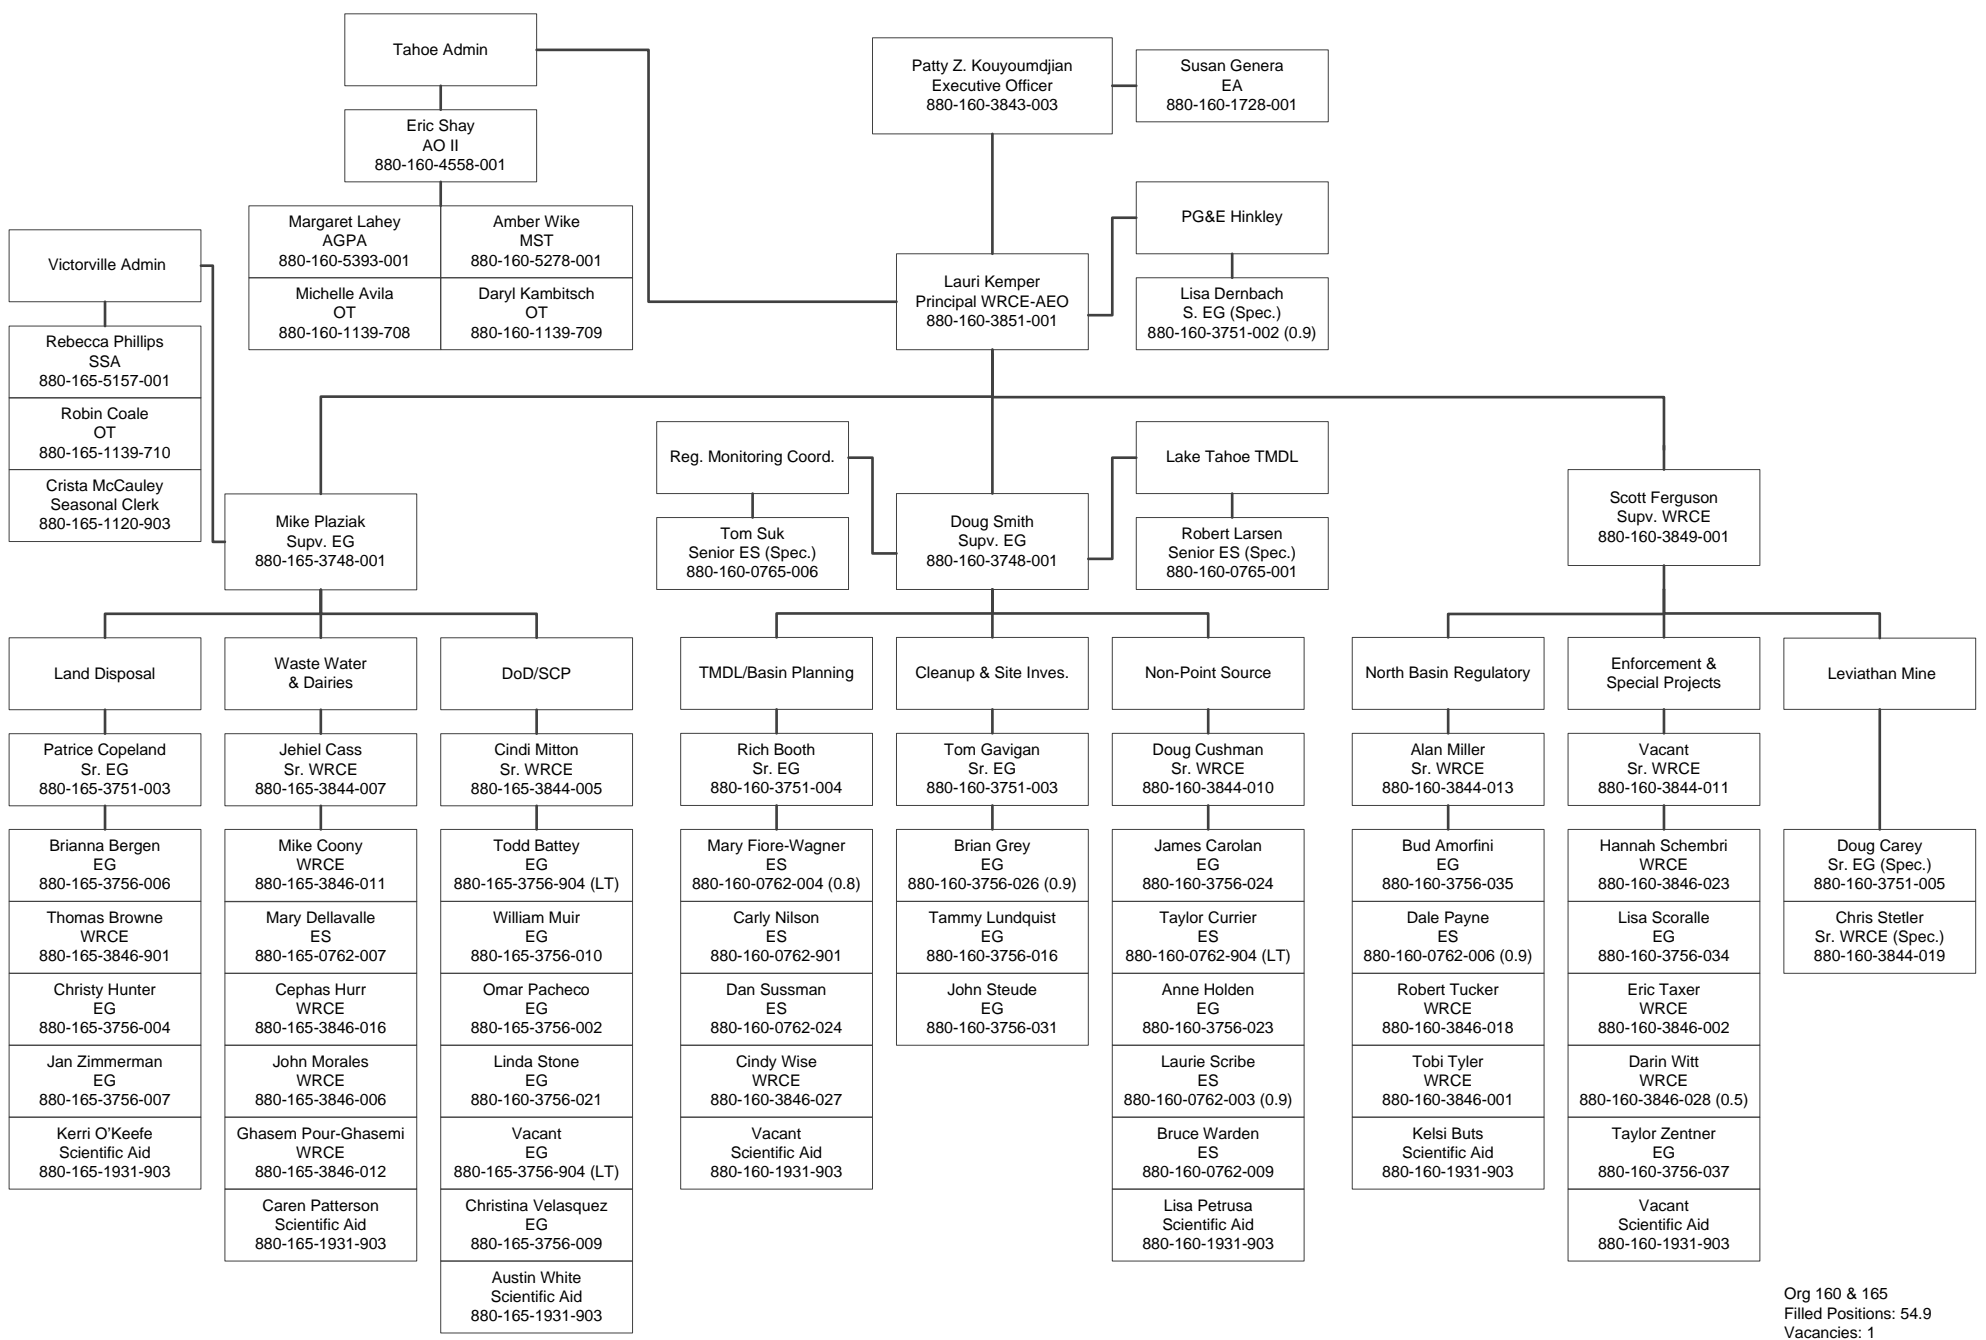 Tahoe Admin
Eric Shay
AO II
880-160-4558-001
Margaret Lahey
AGPA
880-160-5393-001
Amber Wike
MST
880-160-5278-001
Michelle Avila
OT
880-160-1139-708
Daryl Kambitsch
OT
880-160-1139-709
Patty Z. Kouyoumdjian
Executive Officer
880-160-3843-003
Susan Genera
EA
880-160-1728-001
PG&E Hinkley
Lisa Dernbach
S. EG (Spec.)
880-160-3751-002 (0.9)
Lauri Kemper
Principal WRCE-AEO
880-160-3851-001
Victorville Admin
Rebecca Phillips
SSA
880-165-5157-001
Robin Coale
OT
880-165-1139-710
Crista McCauley
Seasonal Clerk
880-165-1120-903
Mike Plaziak
Supv. EG
880-165-3748-001
Reg. Monitoring Coord.
Tom Suk
Senior ES (Spec.)
880-160-0765-006
Doug Smith
Supv. EG
880-160-3748-001
Lake Tahoe TMDL
Robert Larsen
Senior ES (Spec.)
880-160-0765-001
Scott Ferguson
Supv. WRCE
880-160-3849-001
Land Disposal
Patrice Copeland
Sr. EG
880-165-3751-003
Brianna Bergen
EG
880-165-3756-006
Thomas Browne
WRCE
880-165-3846-901
Christy Hunter
EG
880-165-3756-004
Jan Zimmerman
EG
880-165-3756-007
Kerri O'Keefe
Scientific Aid
880-165-1931-903
Waste Water
& Dairies
Jehiel Cass
Sr. WRCE
880-165-3844-007
Mike Coony
WRCE
880-165-3846-011
Mary Dellavalle
ES
880-165-0762-007
Cephas Hurr
WRCE
880-165-3846-016
John Morales
WRCE
880-165-3846-006
Ghasem Pour-Ghasemi
WRCE
880-165-3846-012
Caren Patterson
Scientific Aid
880-165-1931-903
DoD/SCP
Cindi Mitton
Sr. WRCE
880-165-3844-005
Todd Battey
EG
880-165-3756-904 (LT)
William Muir
EG
880-165-3756-010
Omar Pacheco
EG
880-165-3756-002
Linda Stone
EG
880-160-3756-021
Vacant
EG
880-165-3756-904 (LT)
Christina Velasquez
EG
880-165-3756-009
Austin White
Scientific Aid
880-165-1931-903
TMDL/Basin Planning
Rich Booth
Sr. EG
880-160-3751-004
Mary Fiore-Wagner
ES
880-160-0762-004 (0.8)
Carly Nilson
ES
880-160-0762-901
Dan Sussman
ES
880-160-0762-024
Cindy Wise
WRCE
880-160-3846-027
Vacant
Scientific Aid
880-160-1931-903
Cleanup & Site Inves.
Tom Gavigan
Sr. EG
880-160-3751-003
Brian Grey
EG
880-160-3756-026 (0.9)
Tammy Lundquist
EG
880-160-3756-016
John Steude
EG
880-160-3756-031
Non-Point Source
Doug Cushman
Sr. WRCE
880-160-3844-010
James Carolan
EG
880-160-3756-024
Taylor Currier
ES
880-160-0762-904 (LT)
Anne Holden
EG
880-160-3756-023
Laurie Scribe
ES
880-160-0762-003 (0.9)
Bruce Warden
ES
880-160-0762-009
Lisa Petrusa
Scientific Aid
880-160-1931-903
North Basin Regulatory
Alan Miller
Sr. WRCE
880-160-3844-013
Bud Amorfini
EG
880-160-3756-035
Dale Payne
ES
880-160-0762-006 (0.9)
Robert Tucker
WRCE
880-160-3846-018
Tobi Tyler
WRCE
880-160-3846-001
Kelsi Buts
Scientific Aid
880-160-1931-903
Enforcement &
Special Projects
Vacant
Sr. WRCE
880-160-3844-011
Hannah Schembri
WRCE
880-160-3846-023
Lisa Scoralle
EG
880-160-3756-034
Eric Taxer
WRCE
880-160-3846-002
Darin Witt
WRCE
880-160-3846-028 (0.5)
Taylor Zentner
EG
880-160-3756-037
Vacant
Scientific Aid
880-160-1931-903
Leviathan Mine
Doug Carey
Sr. EG (Spec.)
880-160-3751-005
Chris Stetler
Sr. WRCE (Spec.)
880-160-3844-019
Org 160 & 165
Filled Positions: 54.9
Vacancies: 1